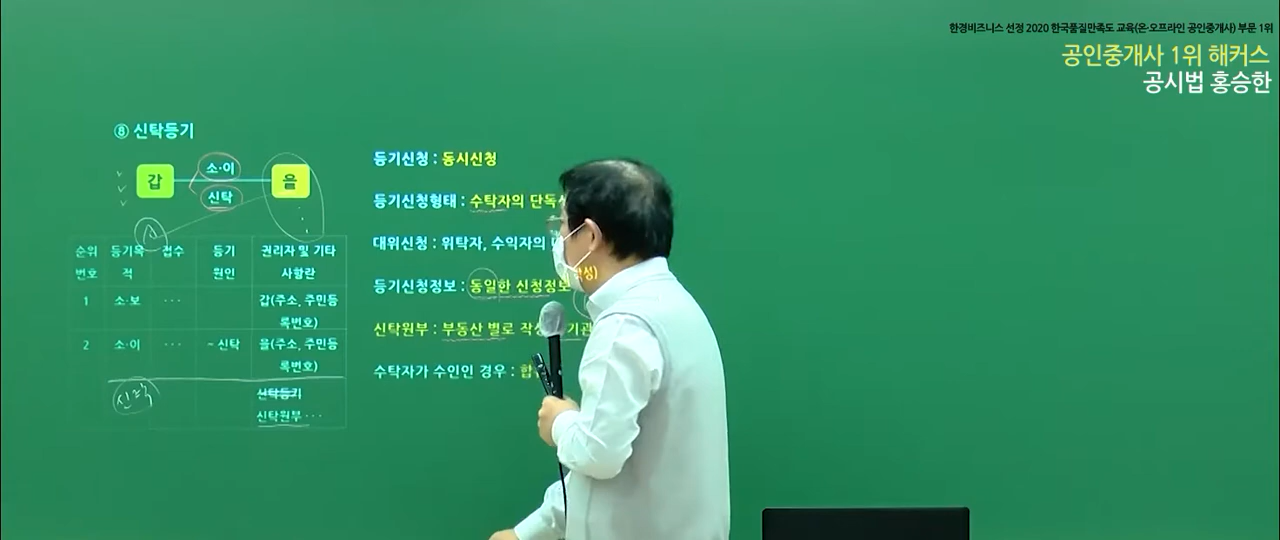 한경비즈니스 선정 2020 한국품질만족도 교육(온·오프라인 공인중개사) 부문 1위
공인중개사 1위 해커스
공시법 홍승한
⑧ 신탁등기
갑 소·이 을
신탁
순위 등기목 접수 등기 권리자 및 기타
번호 적 원인 사항란
1 소·보 ··· 갑(주소, 주민등
록번호)
2 소·이 ··· ~ 신탁 을(주소, 주민등
록번호)
신탁 신탁등기
신탁원부 ···
등기신청 : 동시신청
등기신청형태 : 수탁자의 단독
대위신청 : 위탁자, 수익자의
등기신청정보 : 동일한 신청정보
신탁원부 : 부동산 별로 작성 기관
수탁자가 수인인 경우 :